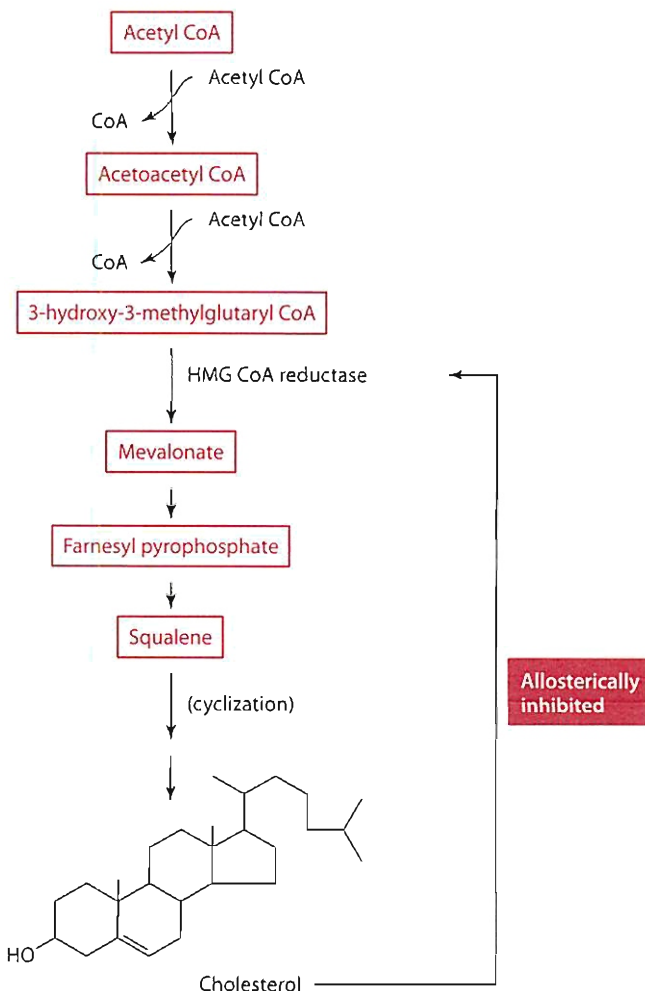 Acetyl CoA
Acetyl CoA
CoA
Acetoacetyl CoA
Acetyl CoA
CoA
3-hydroxy-3-methylglutaryl CoA
HMG CoA reductase
Mevalonate
Farnesyl pyrophosphate
Squalene
Allosterically
inhibited
(cyclization)
HO
Cholesterol